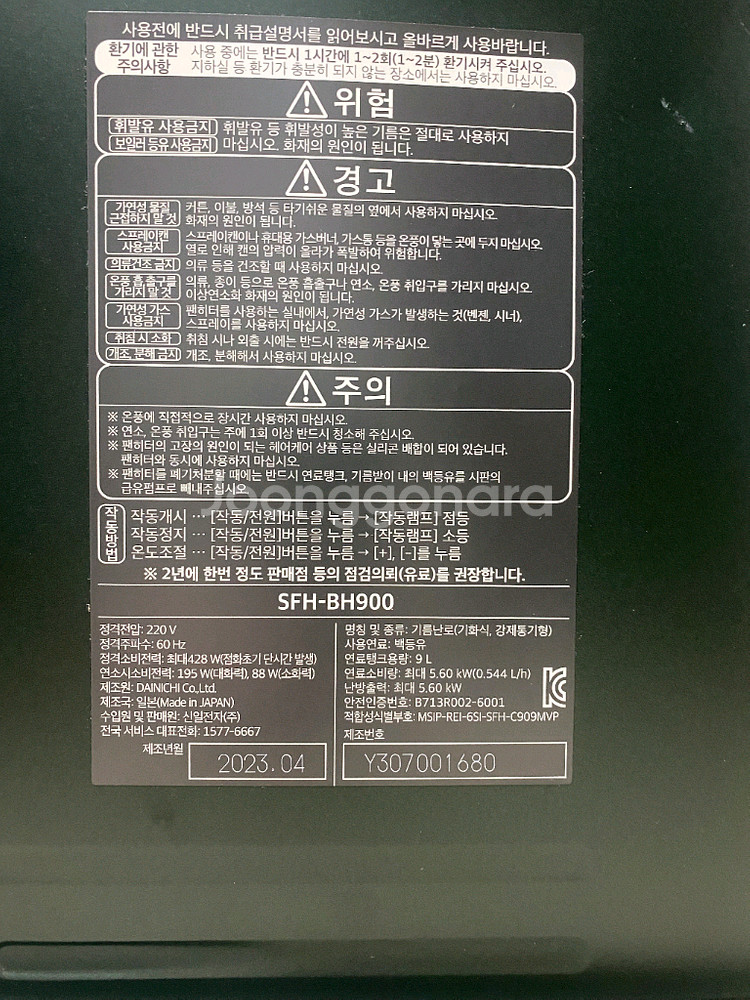 사용전에 반드시 취급설명서를 읽어보시고 올바르게 사용바랍니다.
환기에 관한 주의사항
사용 중에는 반드시 1시간에 1~2회(1~2분) 환기시켜 주십시오.
지하실 등 환기가 충분히 되지 않는 장소에서는 사용하지 마십시오.
위험
휘발유 사용금지
보일러 등유 사용금지
휘발유 등 휘발성이 높은 기름은 절대로 사용하지
마십시오. 화재의 원인이 됩니다.
경고
가연성 물질
근접하지 말 것
커튼, 이불, 방석 등 타기쉬운 물질의 옆에서 사용하지 마십시오.
화재의 원인이 됩니다.
스프레이캔
사용금지
스프레이캔이나 휴대용 가스버너, 가스통 등을 온풍이 닿는 곳에 두지 마십시오.
열로 인해 캔의 압력이 올라가 폭발하여 위험합니다.
의류건조 금지
의류 등을 건조할 때 사용하지 마십시오.
온풍 흡·출구를
가리지 말 것
의류, 종이 등으로 온풍 흡출구나 연소, 온풍 취입구를 가리지 마십시오.
이상연소와 화재의 원인이 됩니다.
가연성 가스
사용금지
팬히터를 사용하는 실내에서, 가연성 가스가 발생하는 것(벤젠, 시너),
스프레이를 사용하지 마십시오.
취침 시 소화
취침 시나 외출 시에는 반드시 전원을 꺼주십시오.
개조, 분해 금지
개조, 분해해서 사용하지 마십시오.
주의
※ 온풍에 직접적으로 장시간 사용하지 마십시오.
※ 연소, 온풍 취입구는 주에 1회 이상 반드시 청소해 주십시오.
※ 팬히터의 고장의 원인이 되는 헤어케어 상품 등은 실리콘 배합이 되어 있습니다.
팬히터와 동시에 사용하지 마십시오.
※ 팬히터를 폐기처분할 때에는 반드시 연료탱크, 기름받이 내의 백등유를 시판의
급유펌프로 빼내주십시오.
Joonggonara
작동방법
작동개시 ··· [작동/전원]버튼을 누름 → [작동램프] 점등
작동정지 ··· [작동/전원]버튼을 누름 → [작동램프] 소등
온도조절 ··· [작동/전원]버튼을 누름 → [+], [-]를 누름
※ 2년에 한번 정도 판매점 등의 점검의뢰(유료)를 권장합니다.
SFH-BH900
정격전압: 220 V
정격주파수: 60 Hz
정격소비전력: 최대428 W(점화초기 단시간 발생)
연소시소비전력: 195 W(대화력), 88 W(소화력)
제조원: DAINICHI Co.,Ltd.
제조국: 일본(Made in JAPAN)
수입원 및 판매원: 신일전자(주)
전국 서비스 대표전화: 1577-6667
제조년월
2023.04
명칭 및 종류: 기름난로(기화식, 강제통기형)
사용연료: 백등유
연료탱크용량: 9 L
연료소비량: 최대 5.60 kW(0.544 L/h)
난방출력: 최대 5.60 kW
안전인증번호: B713R002-6001
적합성식별부호: MSIP-REI-6SI-SFH-C909MVP
제조번호
Y307001680